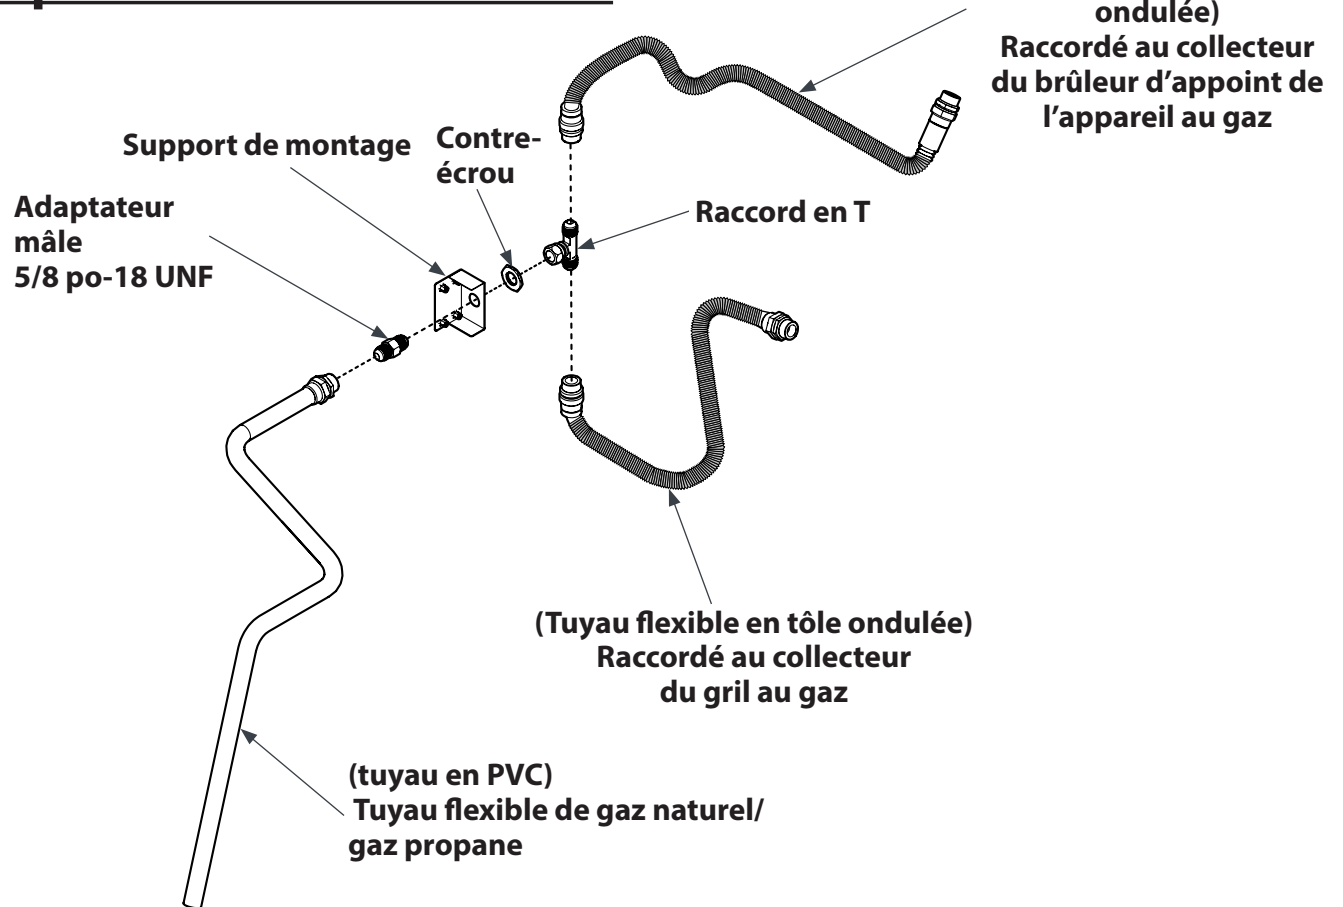 ondulée)
Raccordé au collecteur
du brûleur d'appoint de
l'appareil au gaz
Support de montage
Contre-
écrou
Adaptateur
mâle
5/8 po-18 UNF
Raccord en T
(Tuyau flexible en tôle ondulée)
Raccordé au collecteur
du gril au gaz
(tuyau en PVC)
Tuyau flexible de gaz naturel/
gaz propane